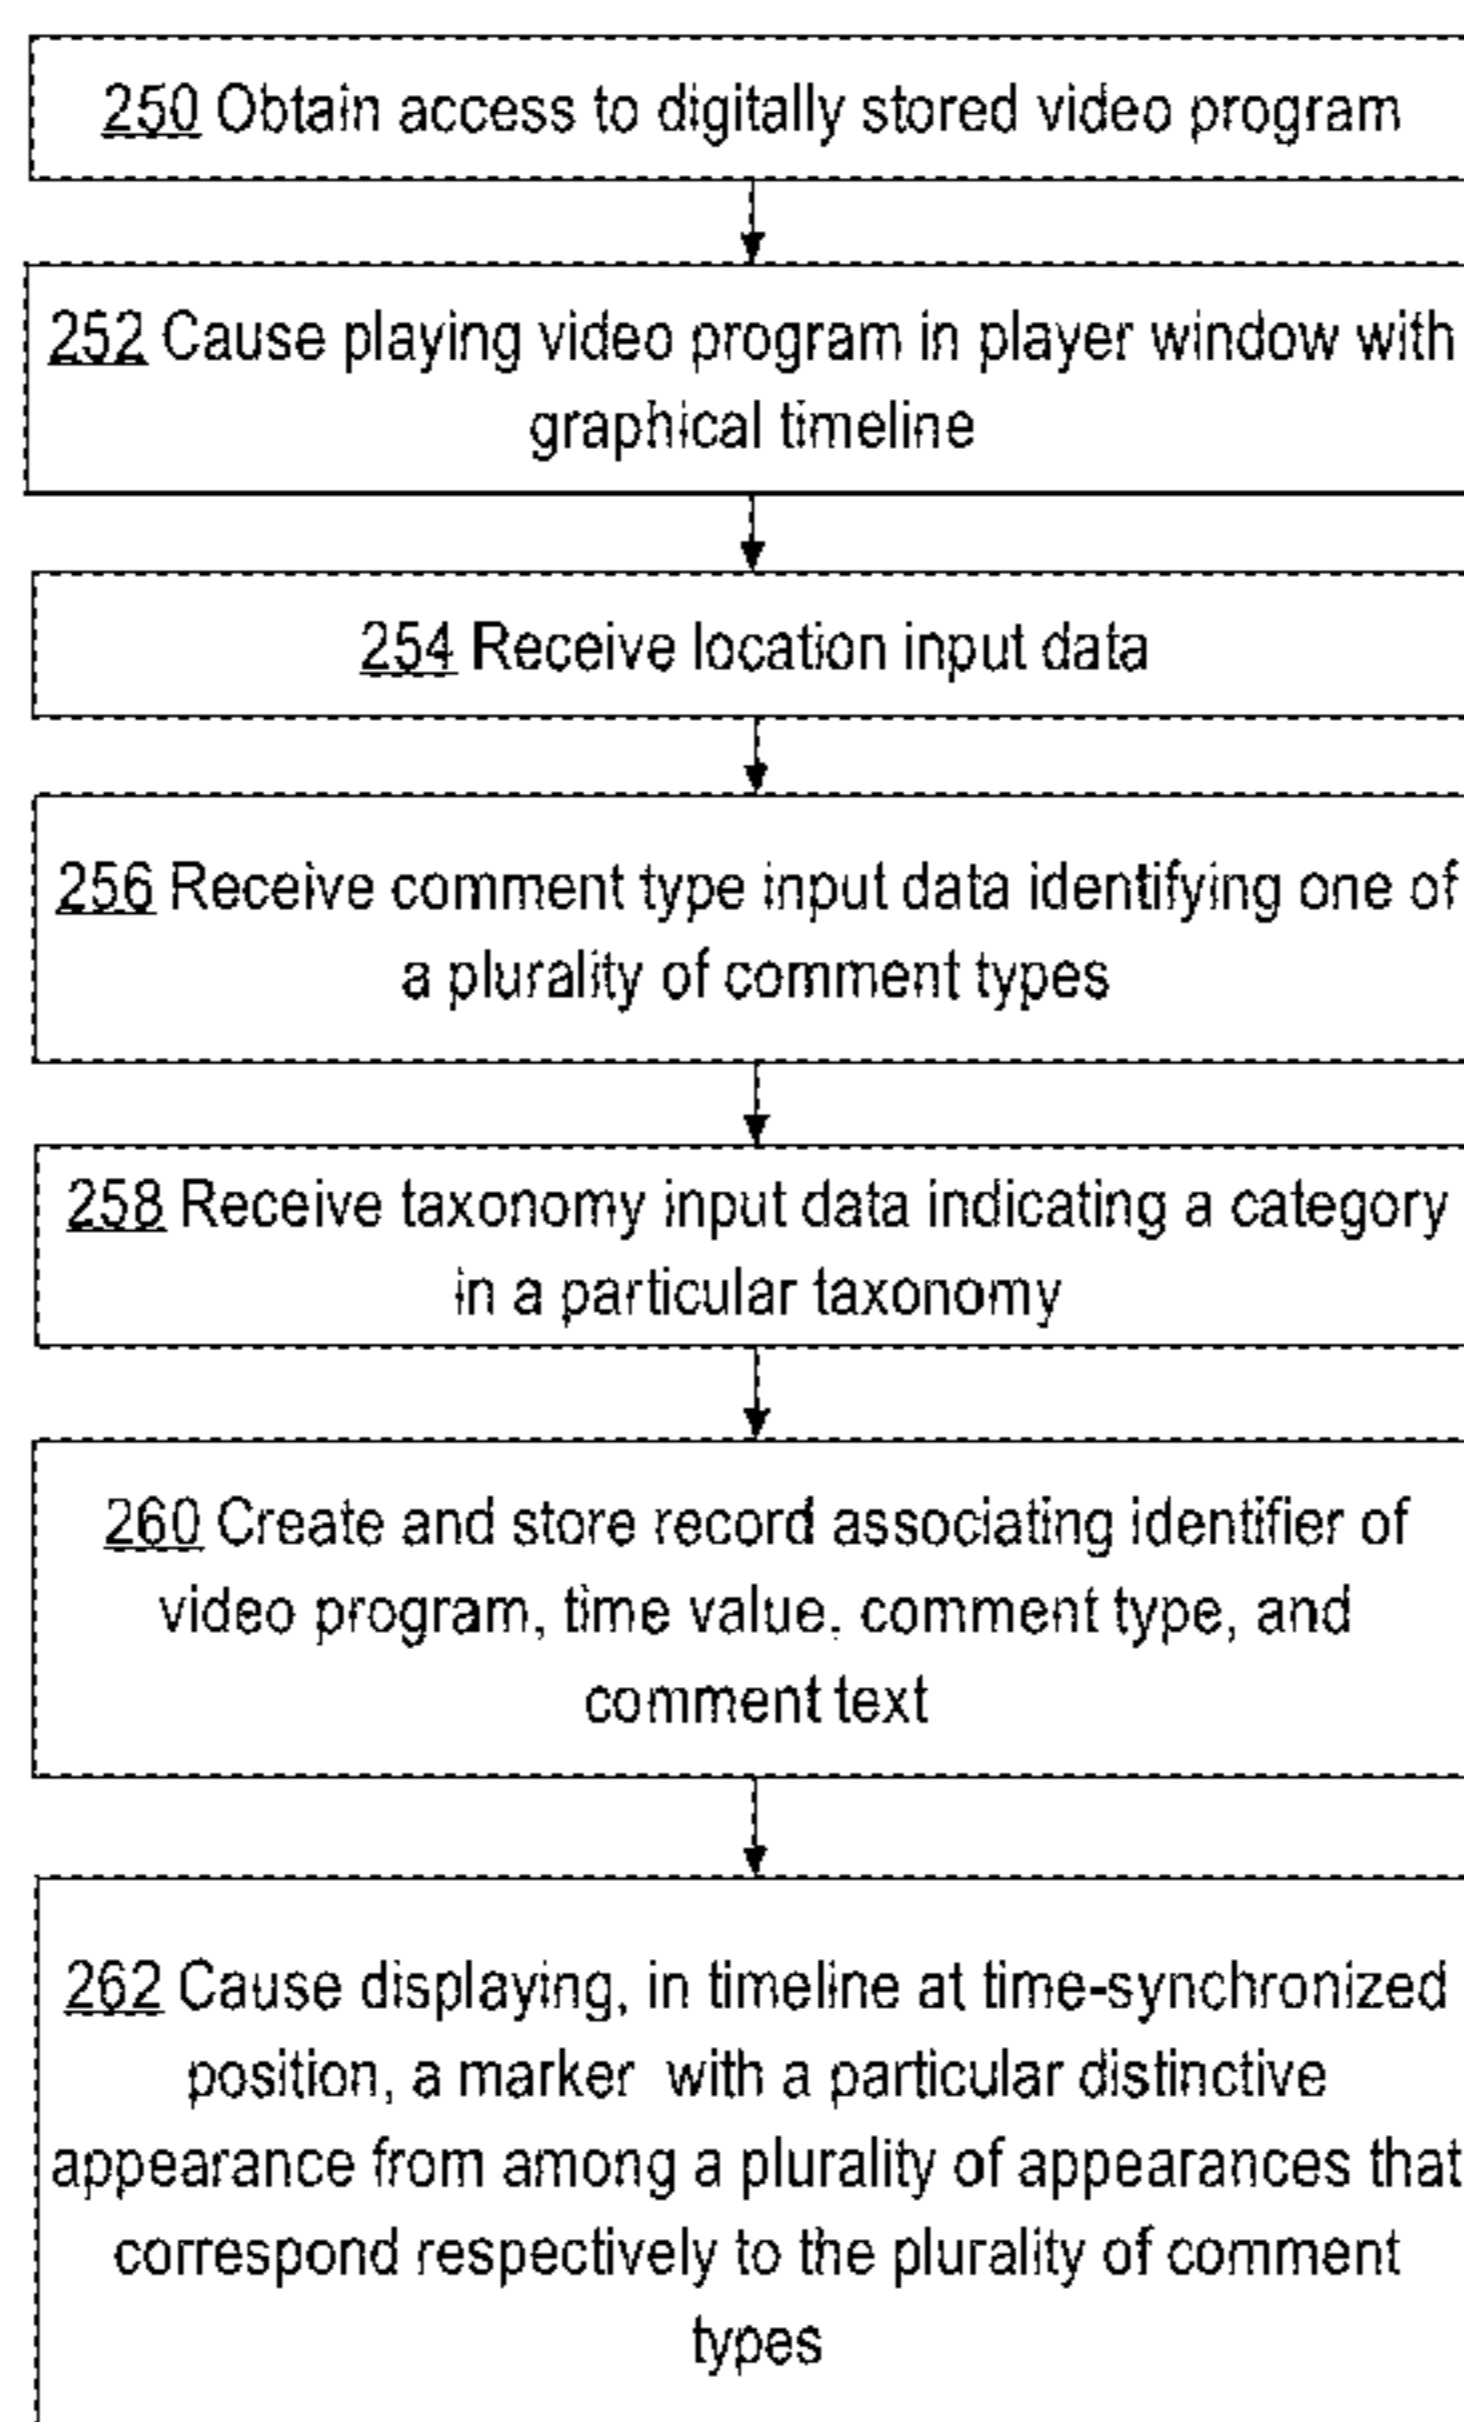 250 Obtain access to digitally stored video program
252 Cause playing video program in player window with
graphical timeline
254 Receive location input data
256 Receive comment type input data identifying one of
a plurality of comment types
258 Receive taxonomy input data indicating a category
in a particular taxonomy
260 Create and store record associating identifier of
video program, time value, comment type, and
comment text
262 Cause displaying, in timeline at time-synchronized
position, a marker with a particular distinctive
appearance from among a plurality of appearances that
correspond respectively to the plurality of comment
types